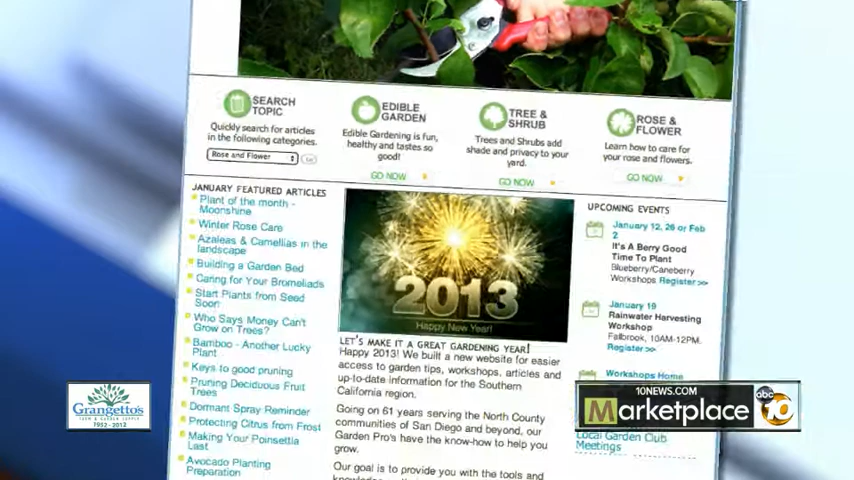 SEARCH
TOPIC
Quickly search for articles
in the following categories.
Rose and Flower
Go
EDIBLE
GARDEN
Edible Gardening is fun,
healthy and tastes so
good!
GO NOW
TREE &
SHRUB
Trees and Shrubs add
shade and privacy to your
yard.
GO NOW
ROSE &
FLOWER
Learn how to care for
your rose and flowers.
GO NOW
JANUARY FEATURED ARTICLES
Plant of the month -
Moonshine
Winter Rose Care
Azaleas & Camellias in the
landscape
Building a Garden Bed
Caring for Your Bromeliads
Start Plants from Seed
Soon!
Who Says Money Can't
Grow on Trees?
Bamboo - Another Lucky
Plant
Keys to good pruning
Pruning Deciduous Fruit
Trees
Dormant Spray Reminder
Protecting Citrus from Frost
Making Your Poinsettia
Last
Avocado Planting
Preparation
2013
Happy New Year!
LET'S MAKE IT A GREAT GARDENING YEAR!
Happy 2013! We built a new website for easier
access to garden tips, workshops, articles and
up-to-date information for the Southern
California region.
Going on 61 years serving the North County
communities of San Diego and beyond, our
Garden Pro's have the know-how to help you
grow.
Our goal is to provide you with the tools and
UPCOMING EVENTS
January 12, 26 or Feb
2
It's A Berry Good
Time To Plant
Blueberry/Caneberry
Workshops Register >>
January 19
Rainwater Harvesting
Workshop
Fallbrook, 10AM-12PM.
Register >>
Workshops Home
Local Garden Club
Meetings
Grangetto's
FARM & GARDEN SUPPLY
1952 - 2012
10NEWS.COM
Marketplace
abc
10